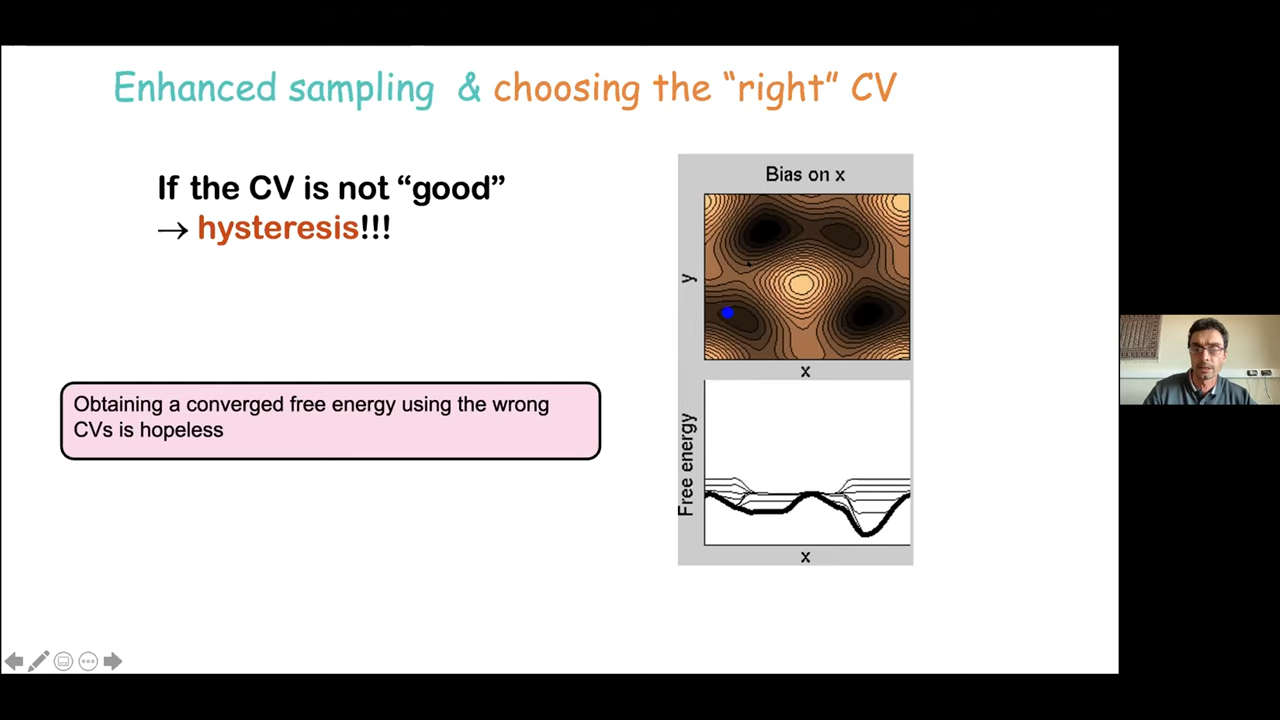 Enhanced sampling & choosing the “right” CV
If the CV is not “good”
→ hysteresis!!!
Obtaining a converged free energy using the wrong
CVs is hopeless
Bias on x
y
x
Free energy
x